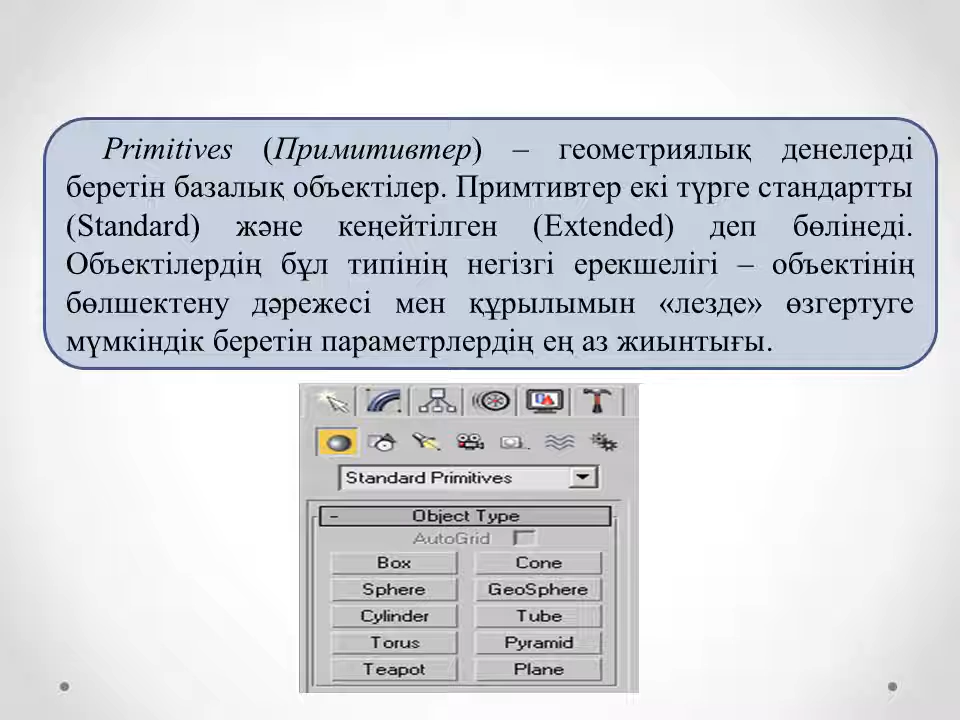 Primitives (Примитивтер) – геометриялық денелерді
беретін базалық объектілер. Примтивтер екі түрге стандартты
(Standard) және кеңейтілген (Extended) деп бөлінеді.
Объектілердің бұл типінің негізгі ерекшелігі – объектінің
бөлшектену дәрежесі мен құрылымын «лезде» өзгертуге
мүмкіндік беретін параметрлердің ең аз жиынтығы.
Standard Primitives
- Object Type
AutoGrid
Box Cone
Sphere GeoSphere
Cylinder Tube
Torus Pyramid
Teapot Plane